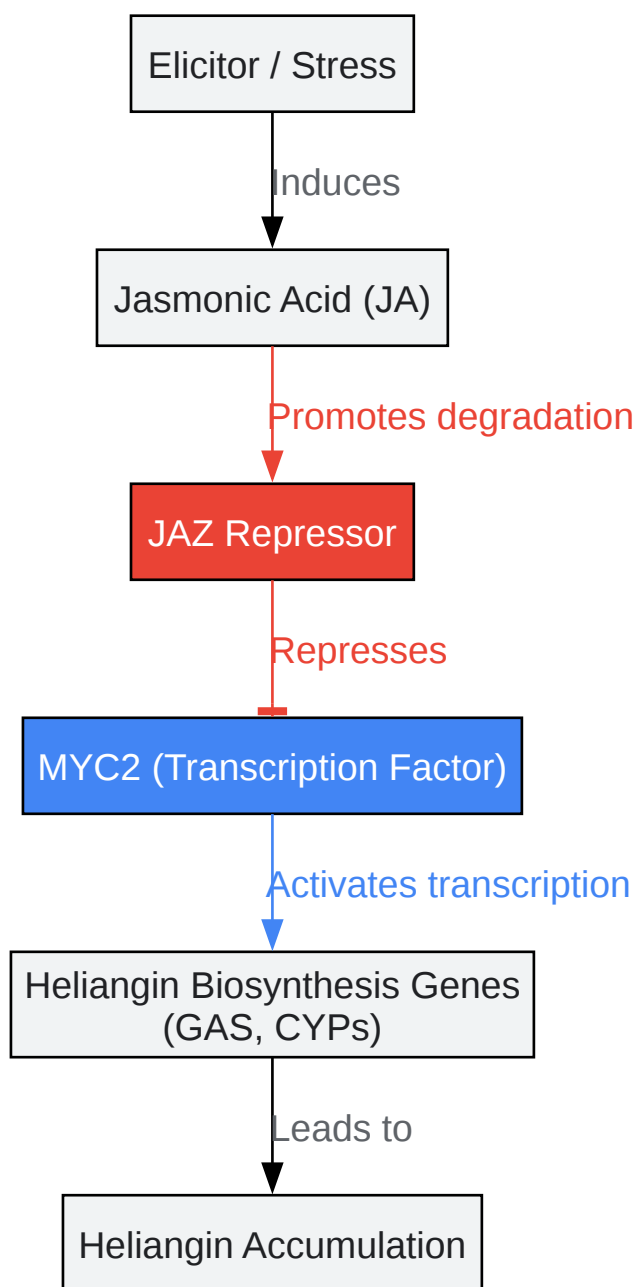 Elicitor / Stress
Induces
Jasmonic Acid (JA)
Promotes degradation
JAZ Repressor
Represses
MYC2 (Transcription Factor)
Activates transcription
Heliangin Biosynthesis Genes
(GAS, CYPs)
Leads to
Heliangin Accumulation